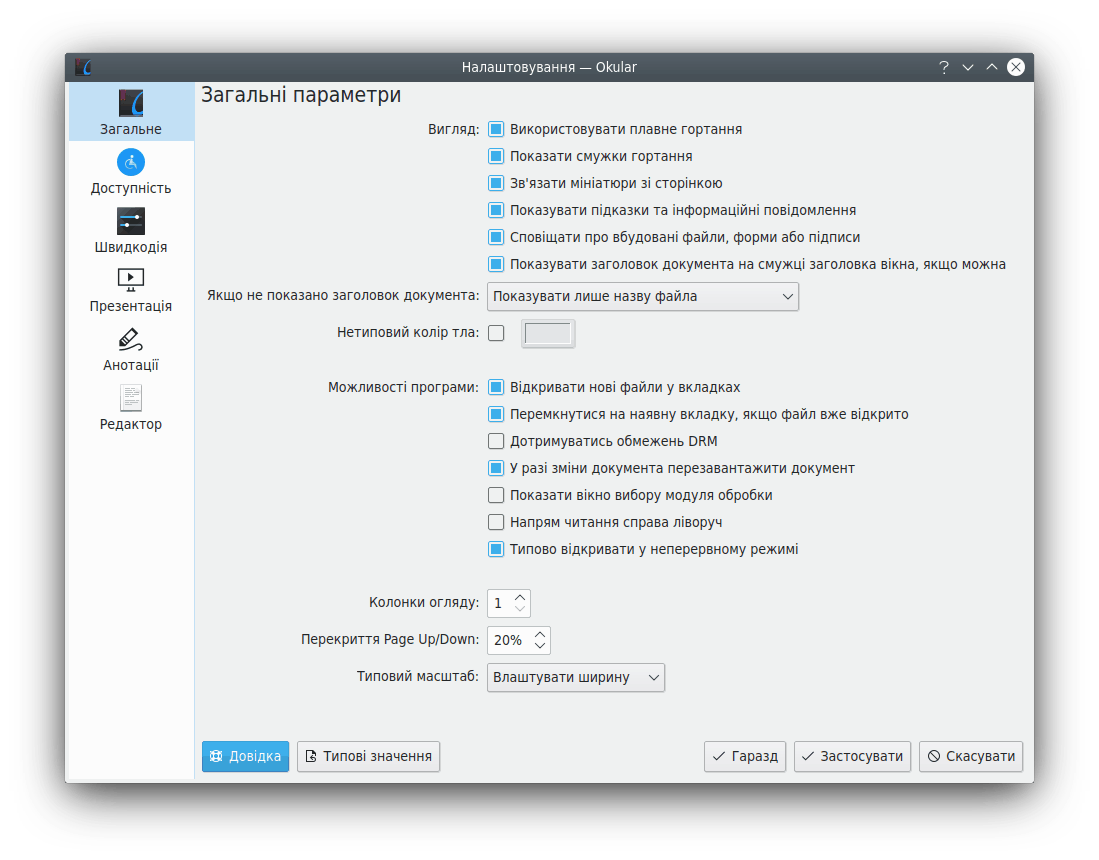 Налаштовування — Okular
Загальне
Доступність
Швидкодія
Презентація
Анотації
Редактор
Загальні параметри
Вигляд: Використовувати плавне гортання
Показати смужки гортання
Зв'язати мініатюри зі сторінкою
Показувати підказки та інформаційні повідомлення
Сповіщати про вбудовані файли, форми або підписи
Показувати заголовок документа на смужці заголовка вікна, якщо можна
Якщо не показано заголовок документа: Показувати лише назву файла
Нетиповий колір тла:
Можливості програми: Відкривати нові файли у вкладках
Перемкнутися на наявну вкладку, якщо файл вже відкрито
Дотримуватись обмежень DRM
У разі зміни документа перезавантажити документ
Показати вікно вибору модуля обробки
Напрям читання справа ліворуч
Типово відкривати у неперервному режимі
Колонки огляду: 1
Перекриття Page Up/Down: 20%
Типовий масштаб: Влаштувати ширину
Довідка Типові значення Гаразд Застосувати Скасувати